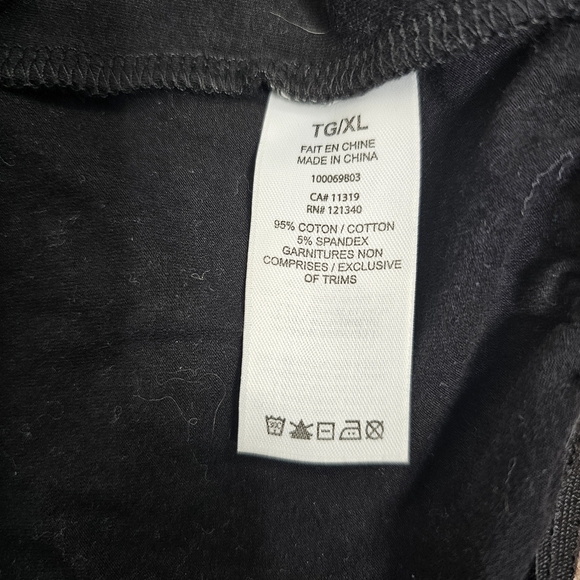 TG/XL
FAIT EN CHINE
MADE IN CHINA
100069803
CA# 11319
RN# 121340
95% COTON / COTTON
5% SPANDEX
GARNITURES NON
COMPRISES / EXCLUSIVE
OF TRIMS